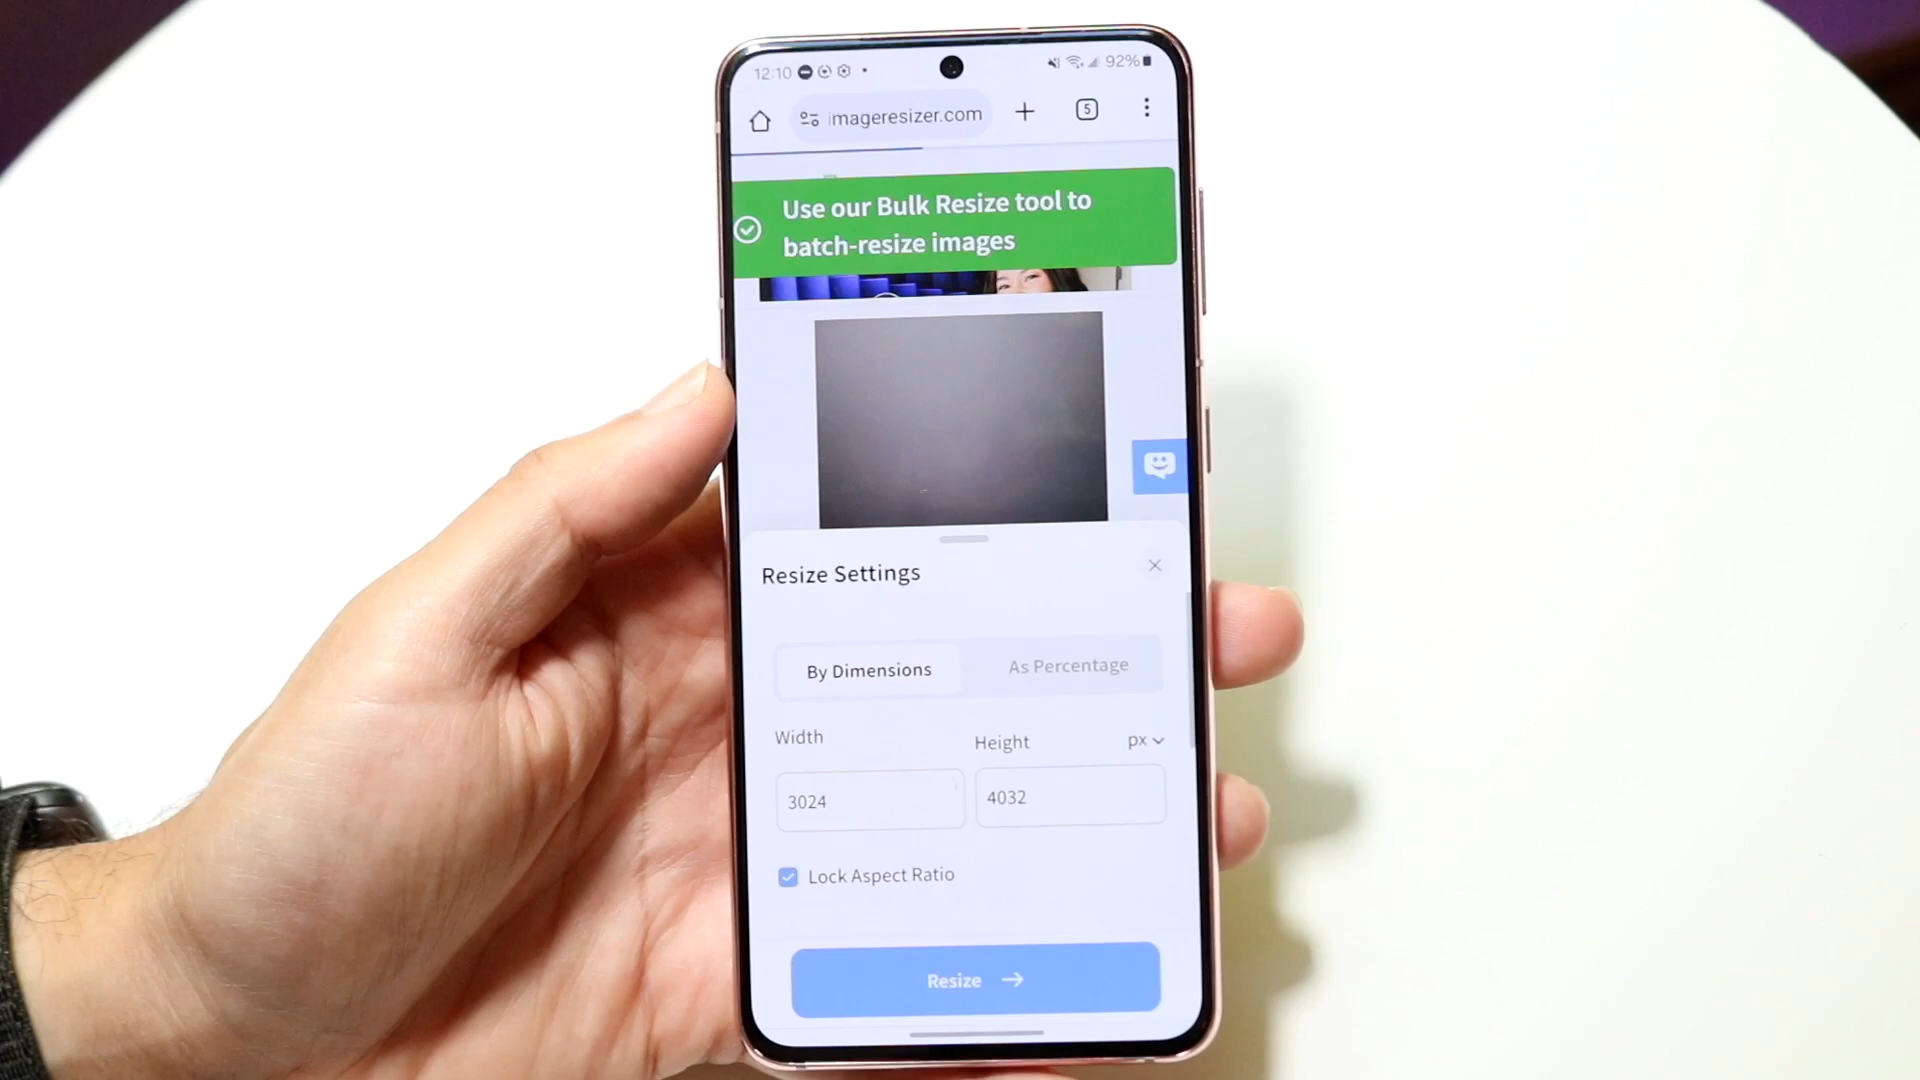 12:10 92%
imageresizer.com 5
Use our Bulk Resize tool to
batch-resize images
Resize Settings
By Dimensions As Percentage
Width Height px
3024 4032
Lock Aspect Ratio
Resize →